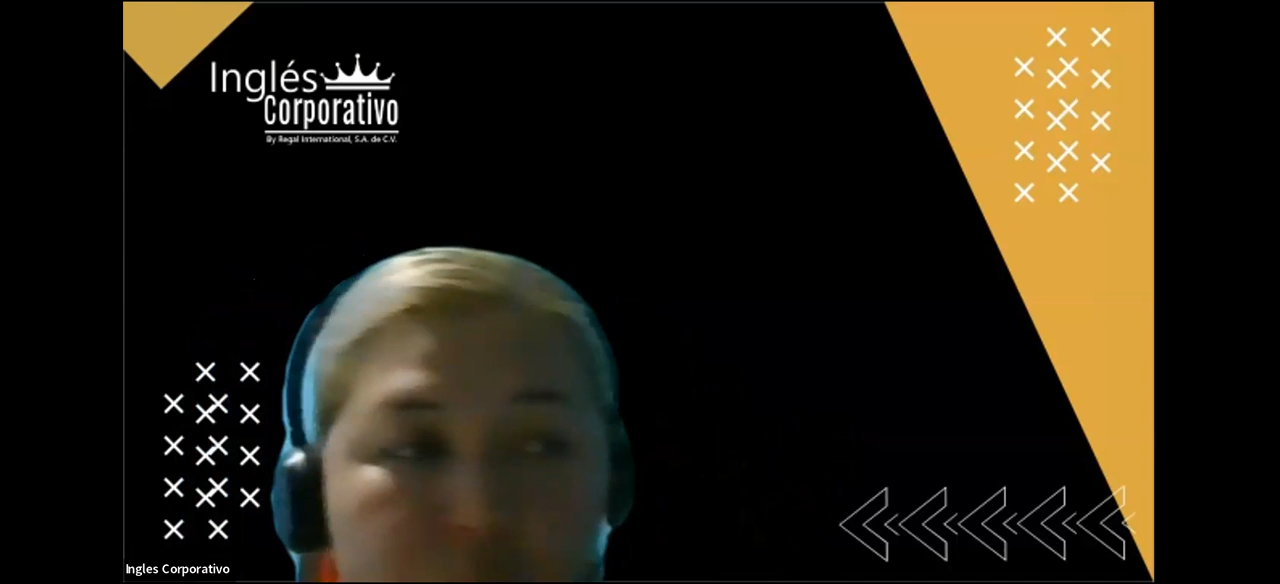 Inglés
Corporativo
By Regal International, S.A. de C.V.
Ingles Corporativo